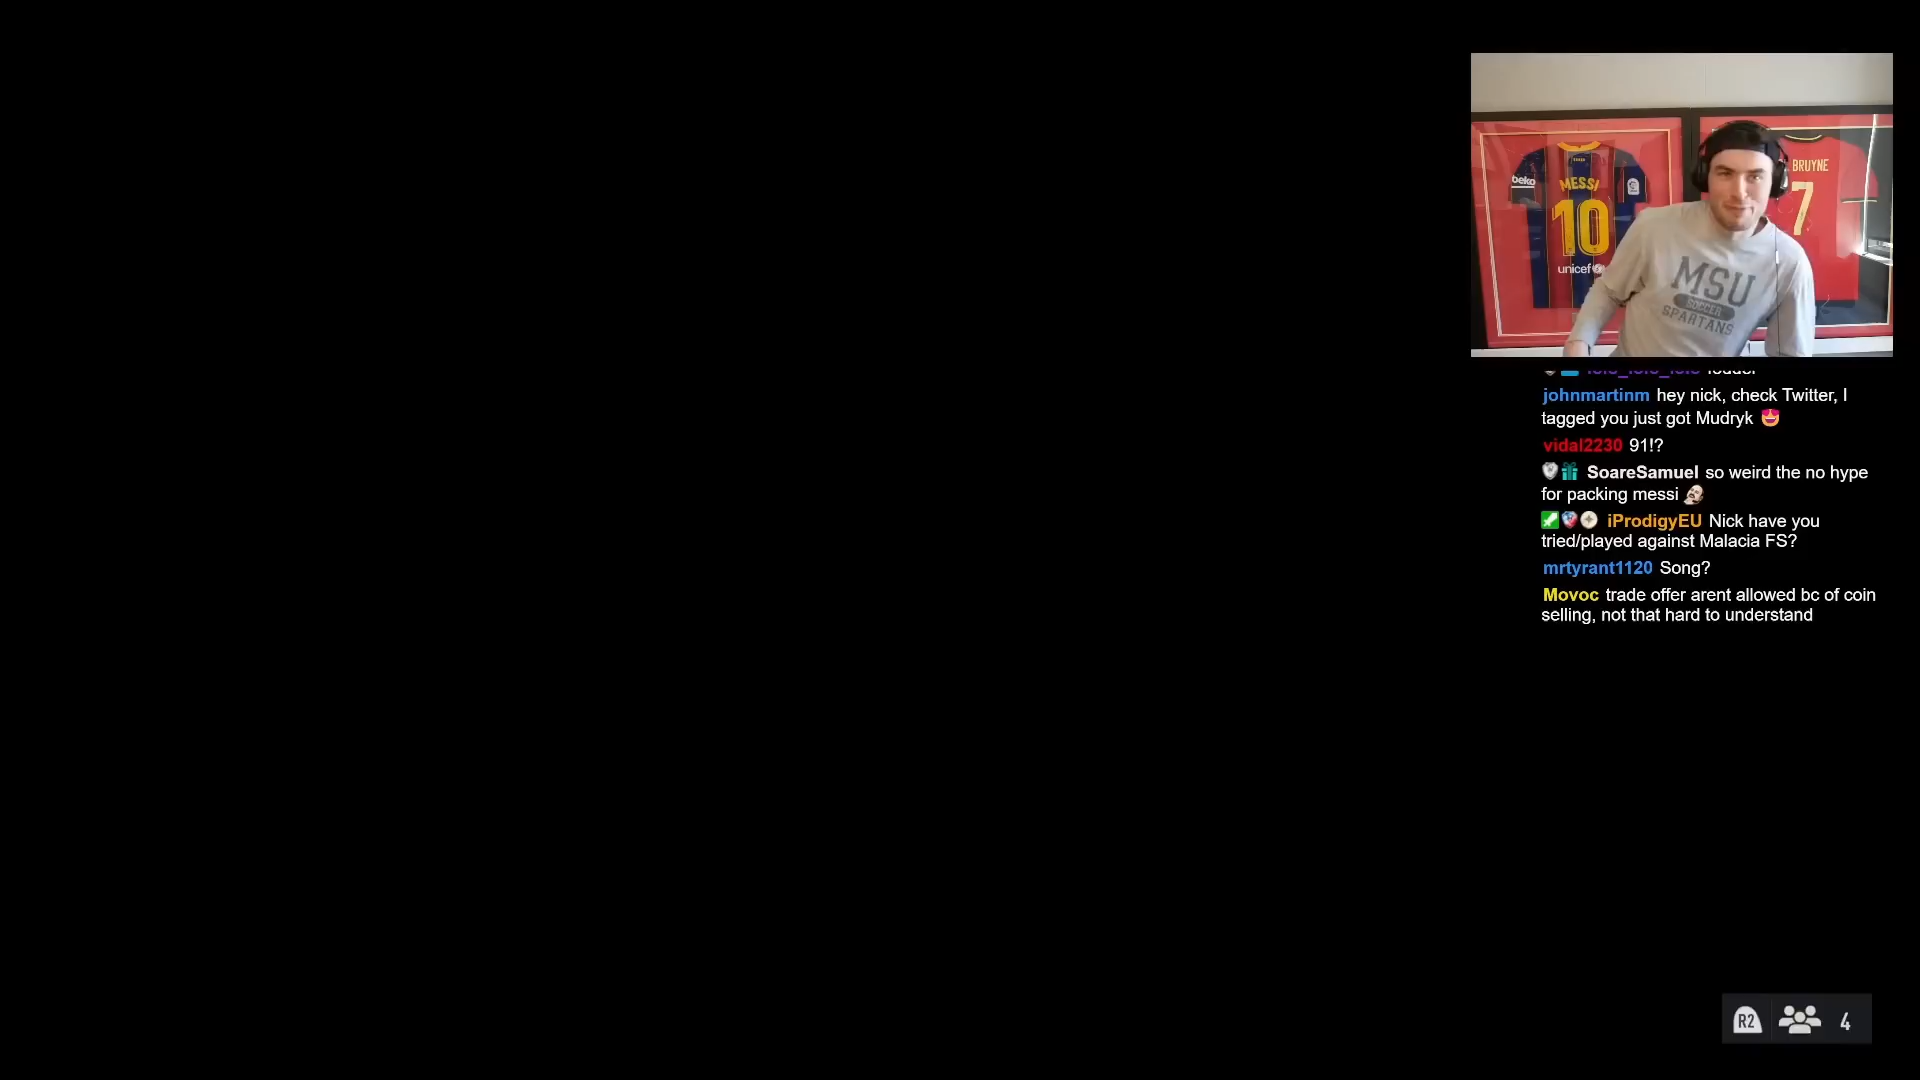 beko
MESSI
10
unicef
BRUYNE
7
MSU
SOCCER
SPARTANS
johnmartinm hey nick, check Twitter, I
tagged you just got Mudryk
vidal2230 91!?
SoareSamuel so weird the no hype
for packing messi
iProdigyEU Nick have you
tried/played against Malacia FS?
mrtyrant1120 Song?
Movoc trade offer arent allowed bc of coin
selling, not that hard to understand
R2 4